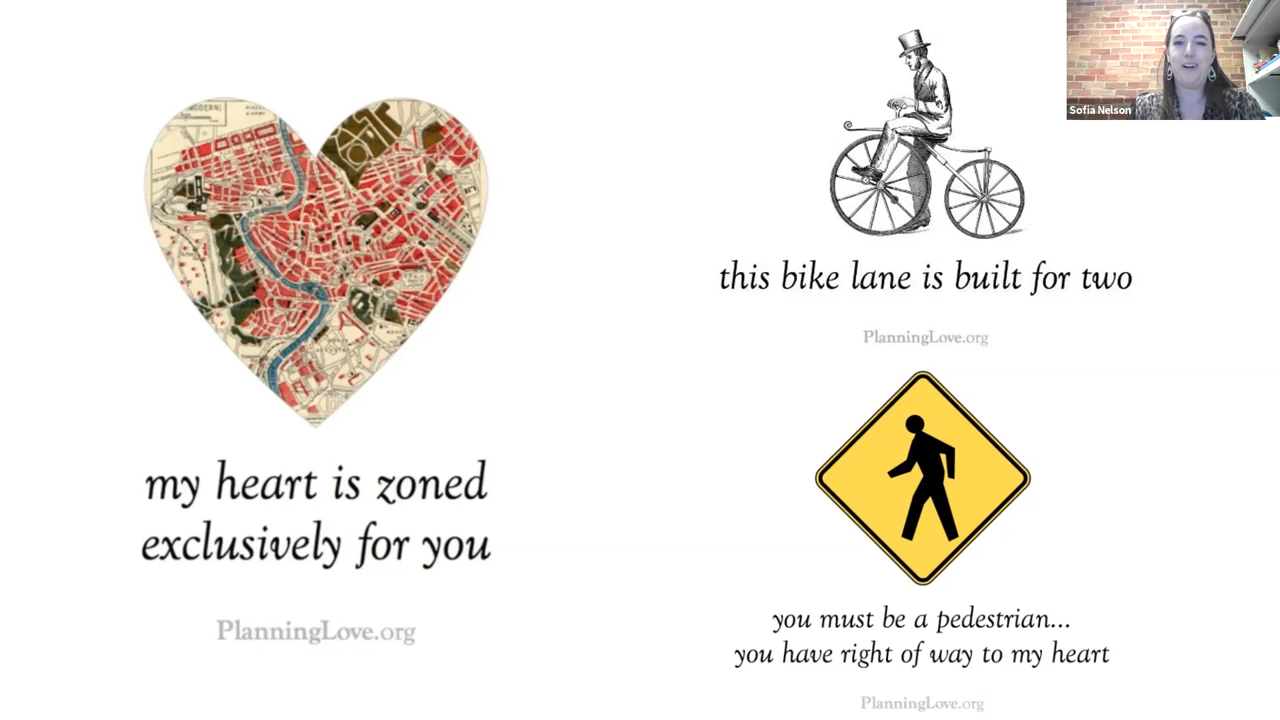 my heart is zoned
exclusively for you
PlanningLove.org
this bike lane is built for two
PlanningLove.org
you must be a pedestrian...
you have right of way to my heart
PlanningLove.org
Sofia Nelson